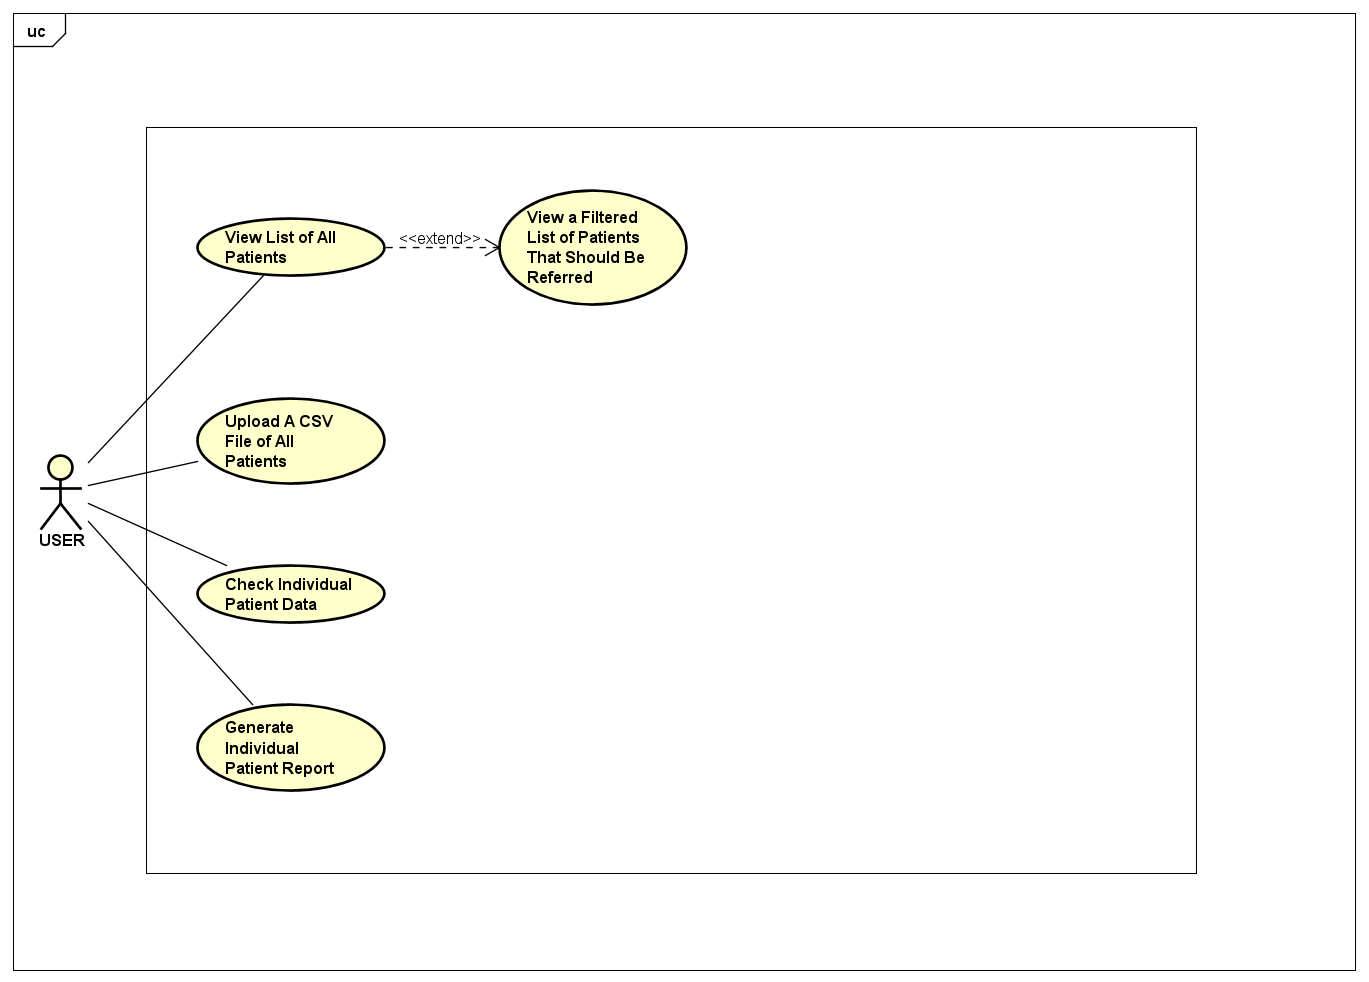 uc
View List of All
Patients
<<extend>>
View a Filtered
List of Patients
That Should Be
Referred
Upload A CSV
File of All
Patients
USER
Check Individual
Patient Data
Generate
Individual
Patient Report